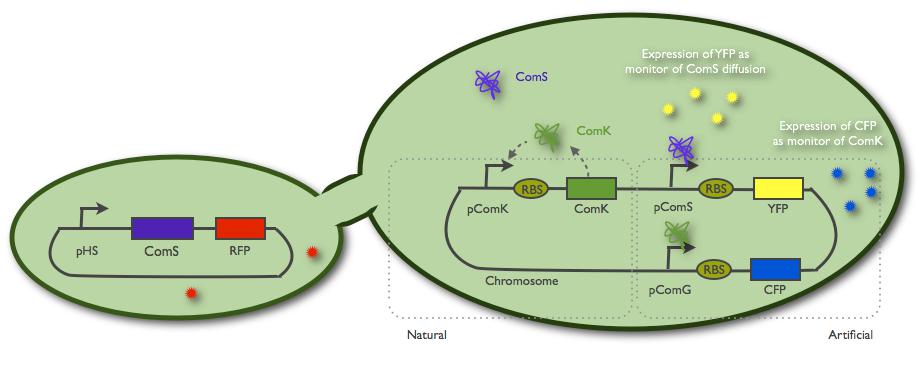 Expression of YFP as
monitor of ComS diffusion
ComS
Expression of CFP
as monitor of ComK
ComK
RBS
RBS
pComK
ComK
pComS
YFP
pHS
ComS
RFP
RBS
Chromosome
pComG
CFP
Natural
Artificial